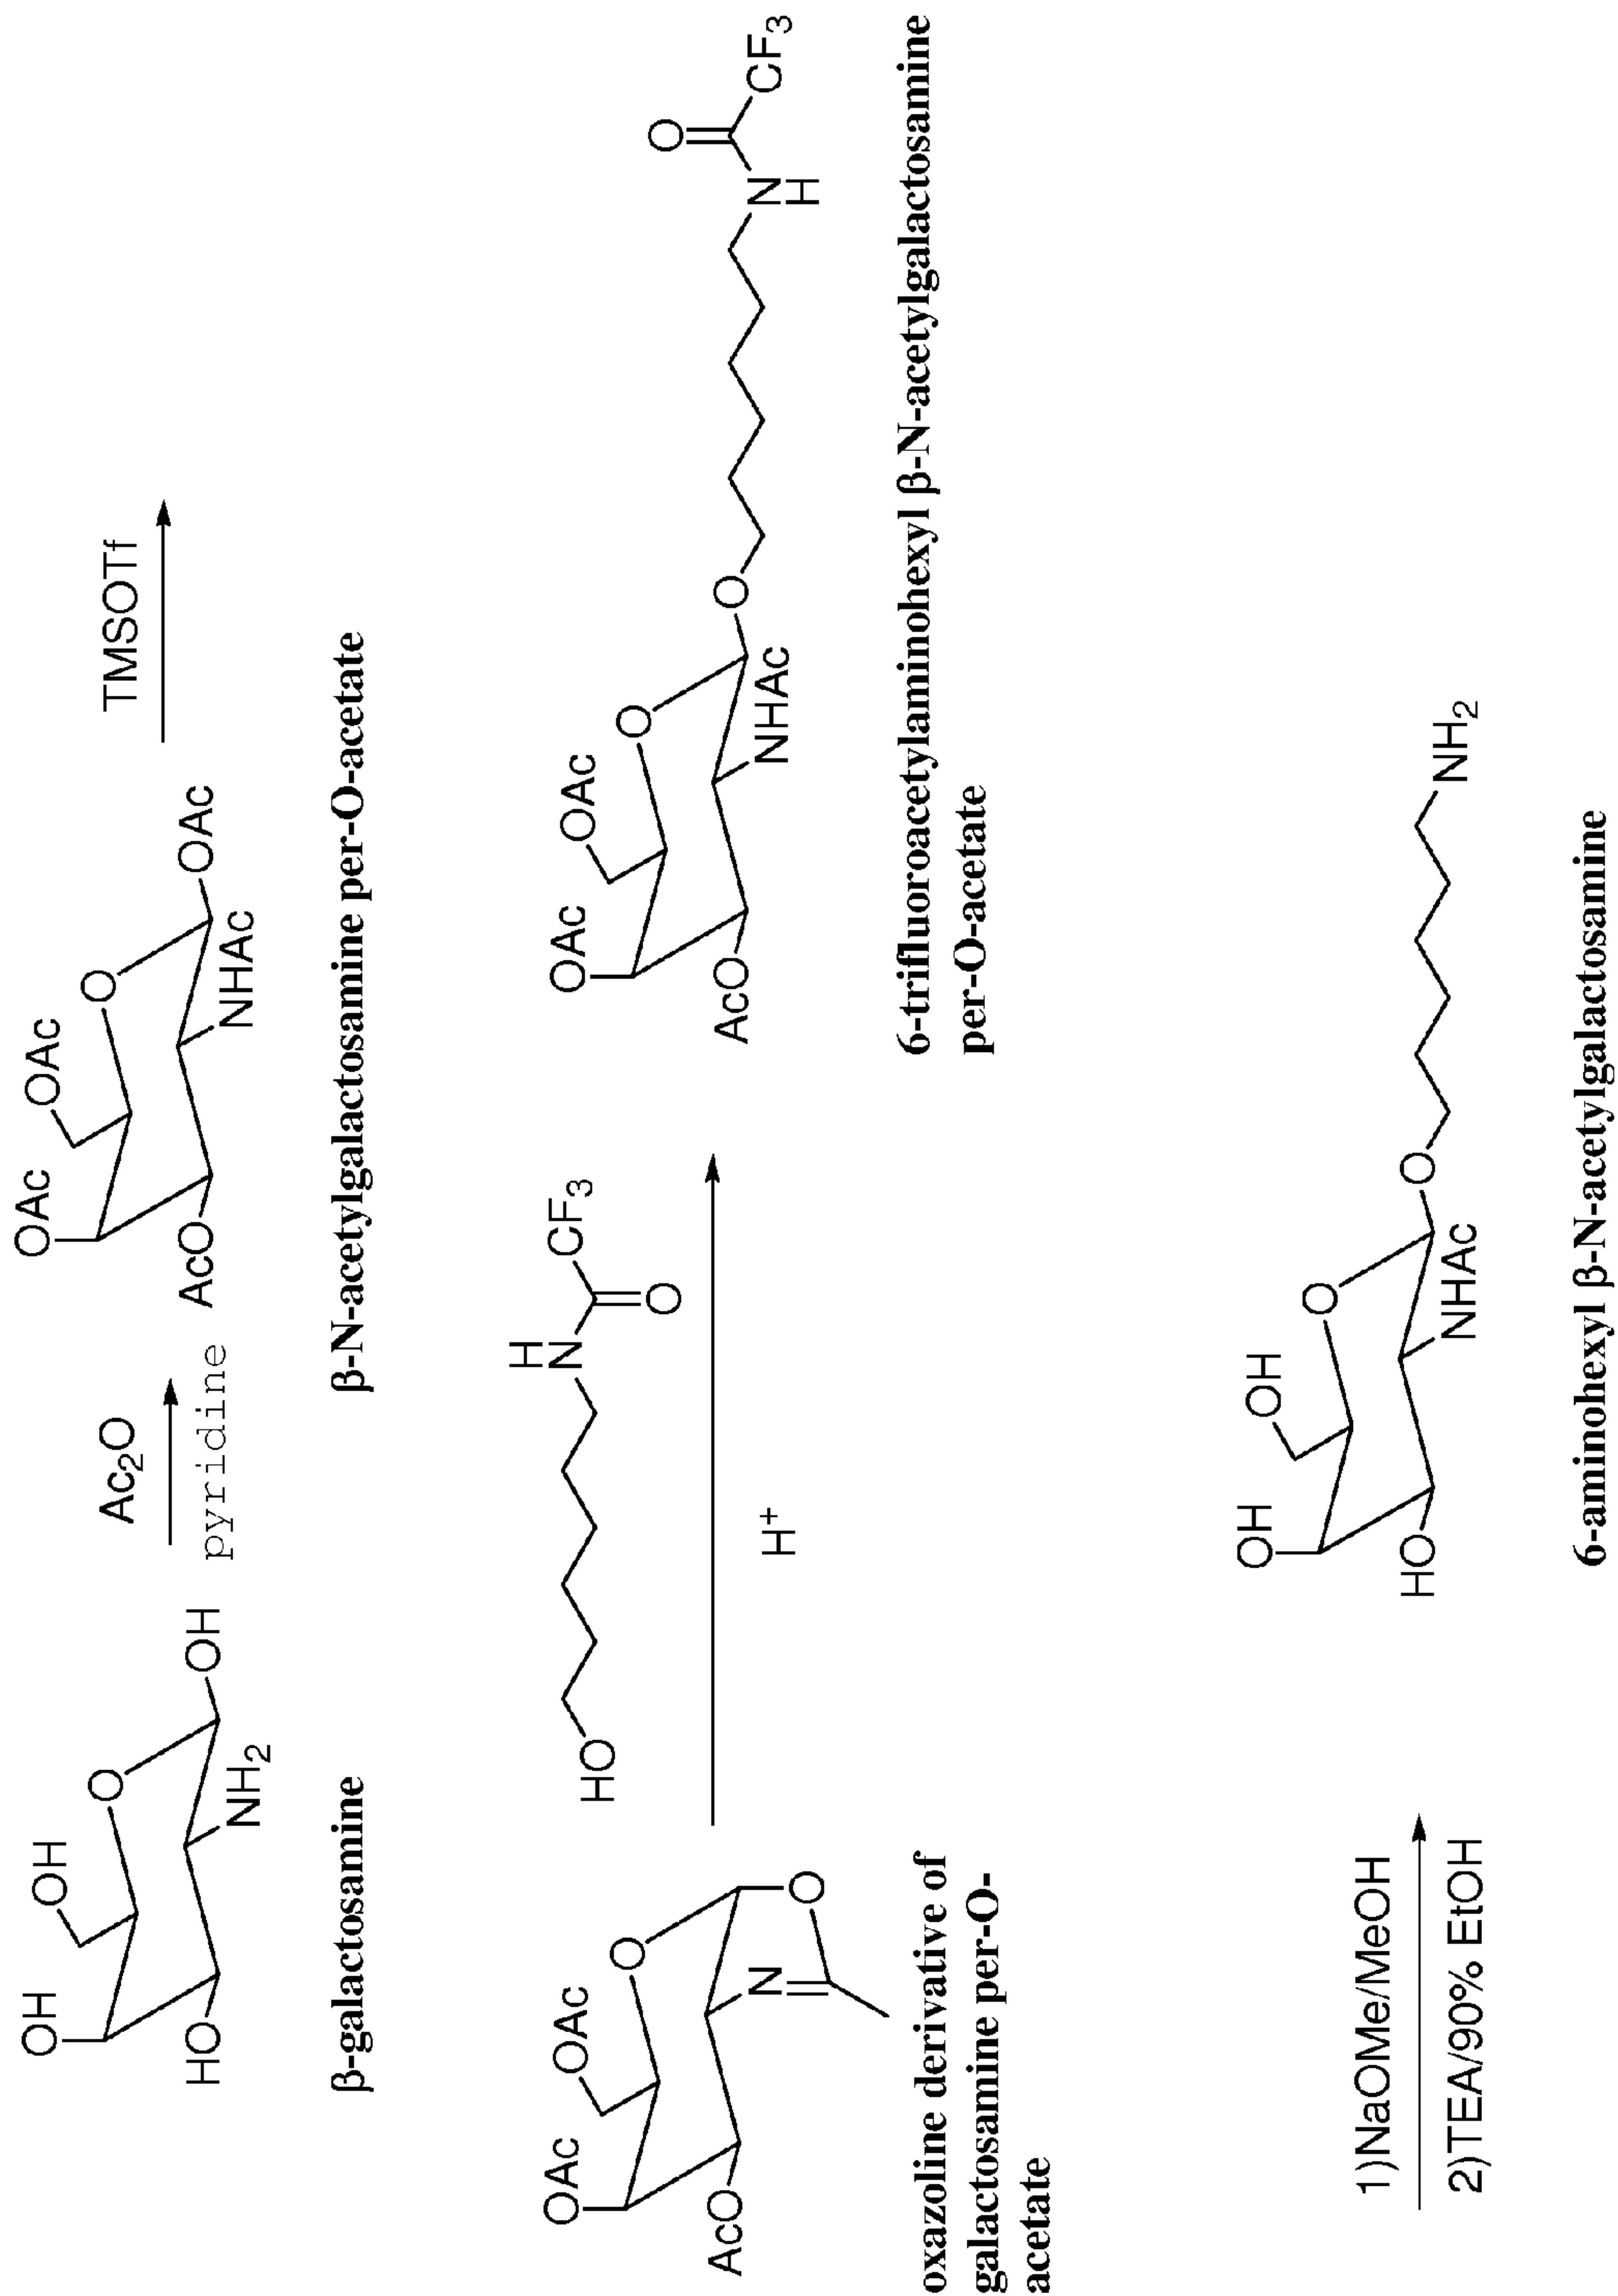 OH
OH
O
HO
NH2
OH
β-galactosamine
Ac2O
pyridine
OAc
OAc
O
AcO
NHAc
OAc
β-N-acetylgalactosamine per-O-acetate
TMSOTf
OAc
OAc
O
AcO
N
O
oxazoline derivative of
galactosamine per-O-
acetate
HO
H
N
CF3
O
H+
OAc
OAc
O
AcO
NHAc
O
N
H
O
CF3
6-trifluoroacetylaminohexyl β-N-acetylgalactosamine
per-O-acetate
1)NaOMe/MeOH
2)TEA/90% EtOH
OH
OH
O
HO
NHAc
O
NH2
6-aminohexyl β-N-acetylgalactosamine